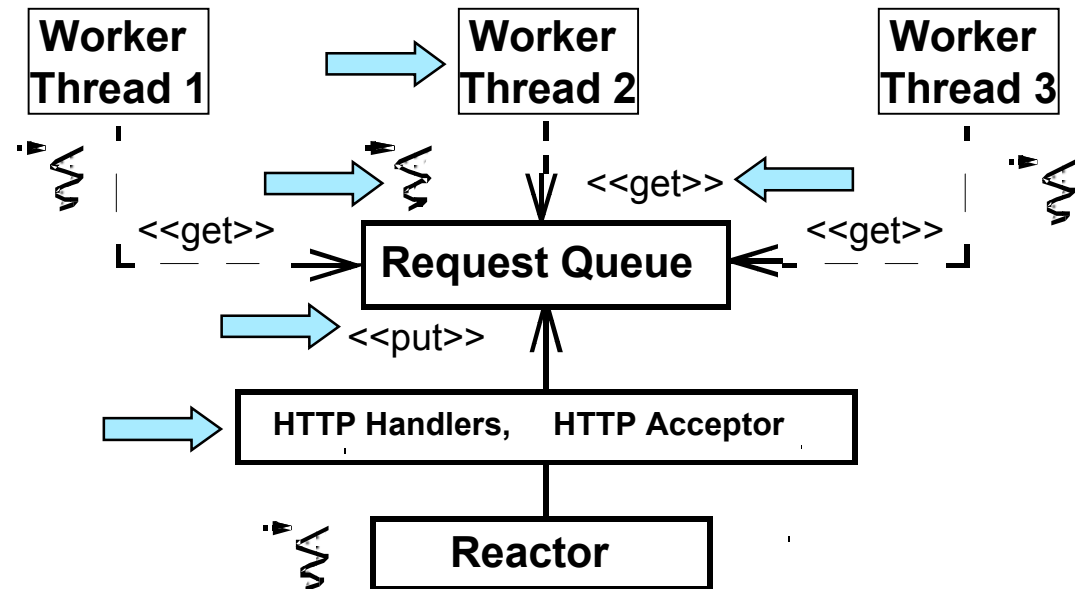 Worker
Thread 1
Worker
Thread 2
Worker
Thread 3
<<get>>
<<get>>
<<get>>
Request Queue
<<put>>
HTTP Handlers, HTTP Acceptor
Reactor